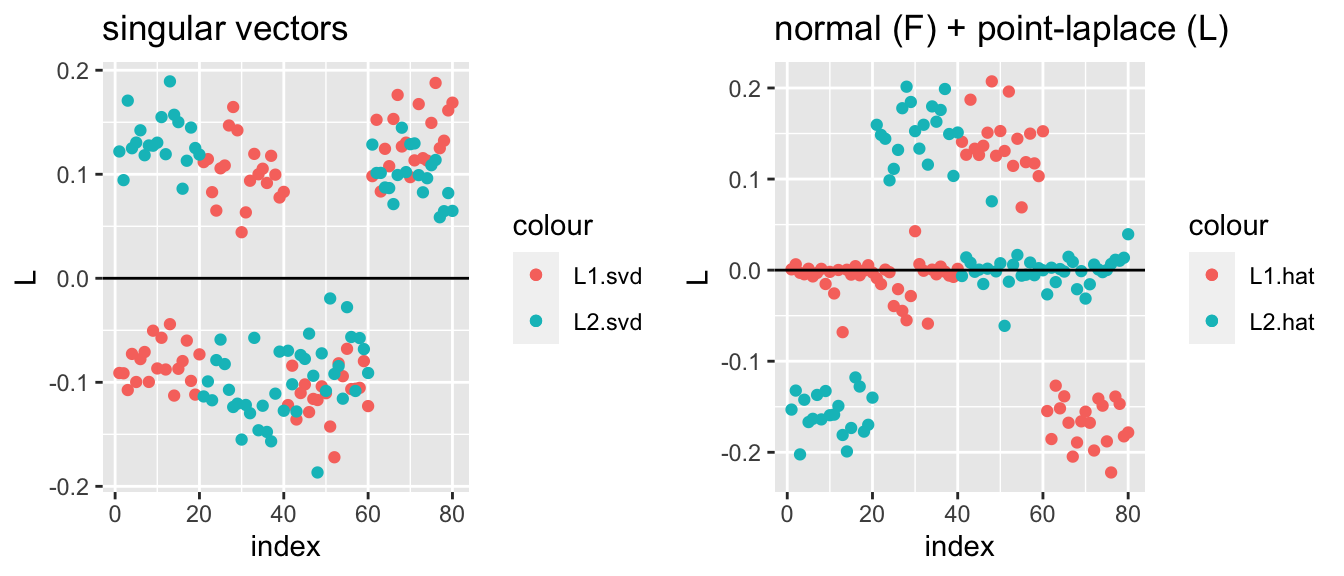 singular vectors
0.2
0.1
0.0
-0.1
-0.2
L
0 20 40 60 80
index
colour
L1.svd
L2.svd
normal (F) + point-laplace (L)
0.2
0.1
0.0
-0.1
-0.2
L
0 20 40 60 80
index
colour
L1.hat
L2.hat